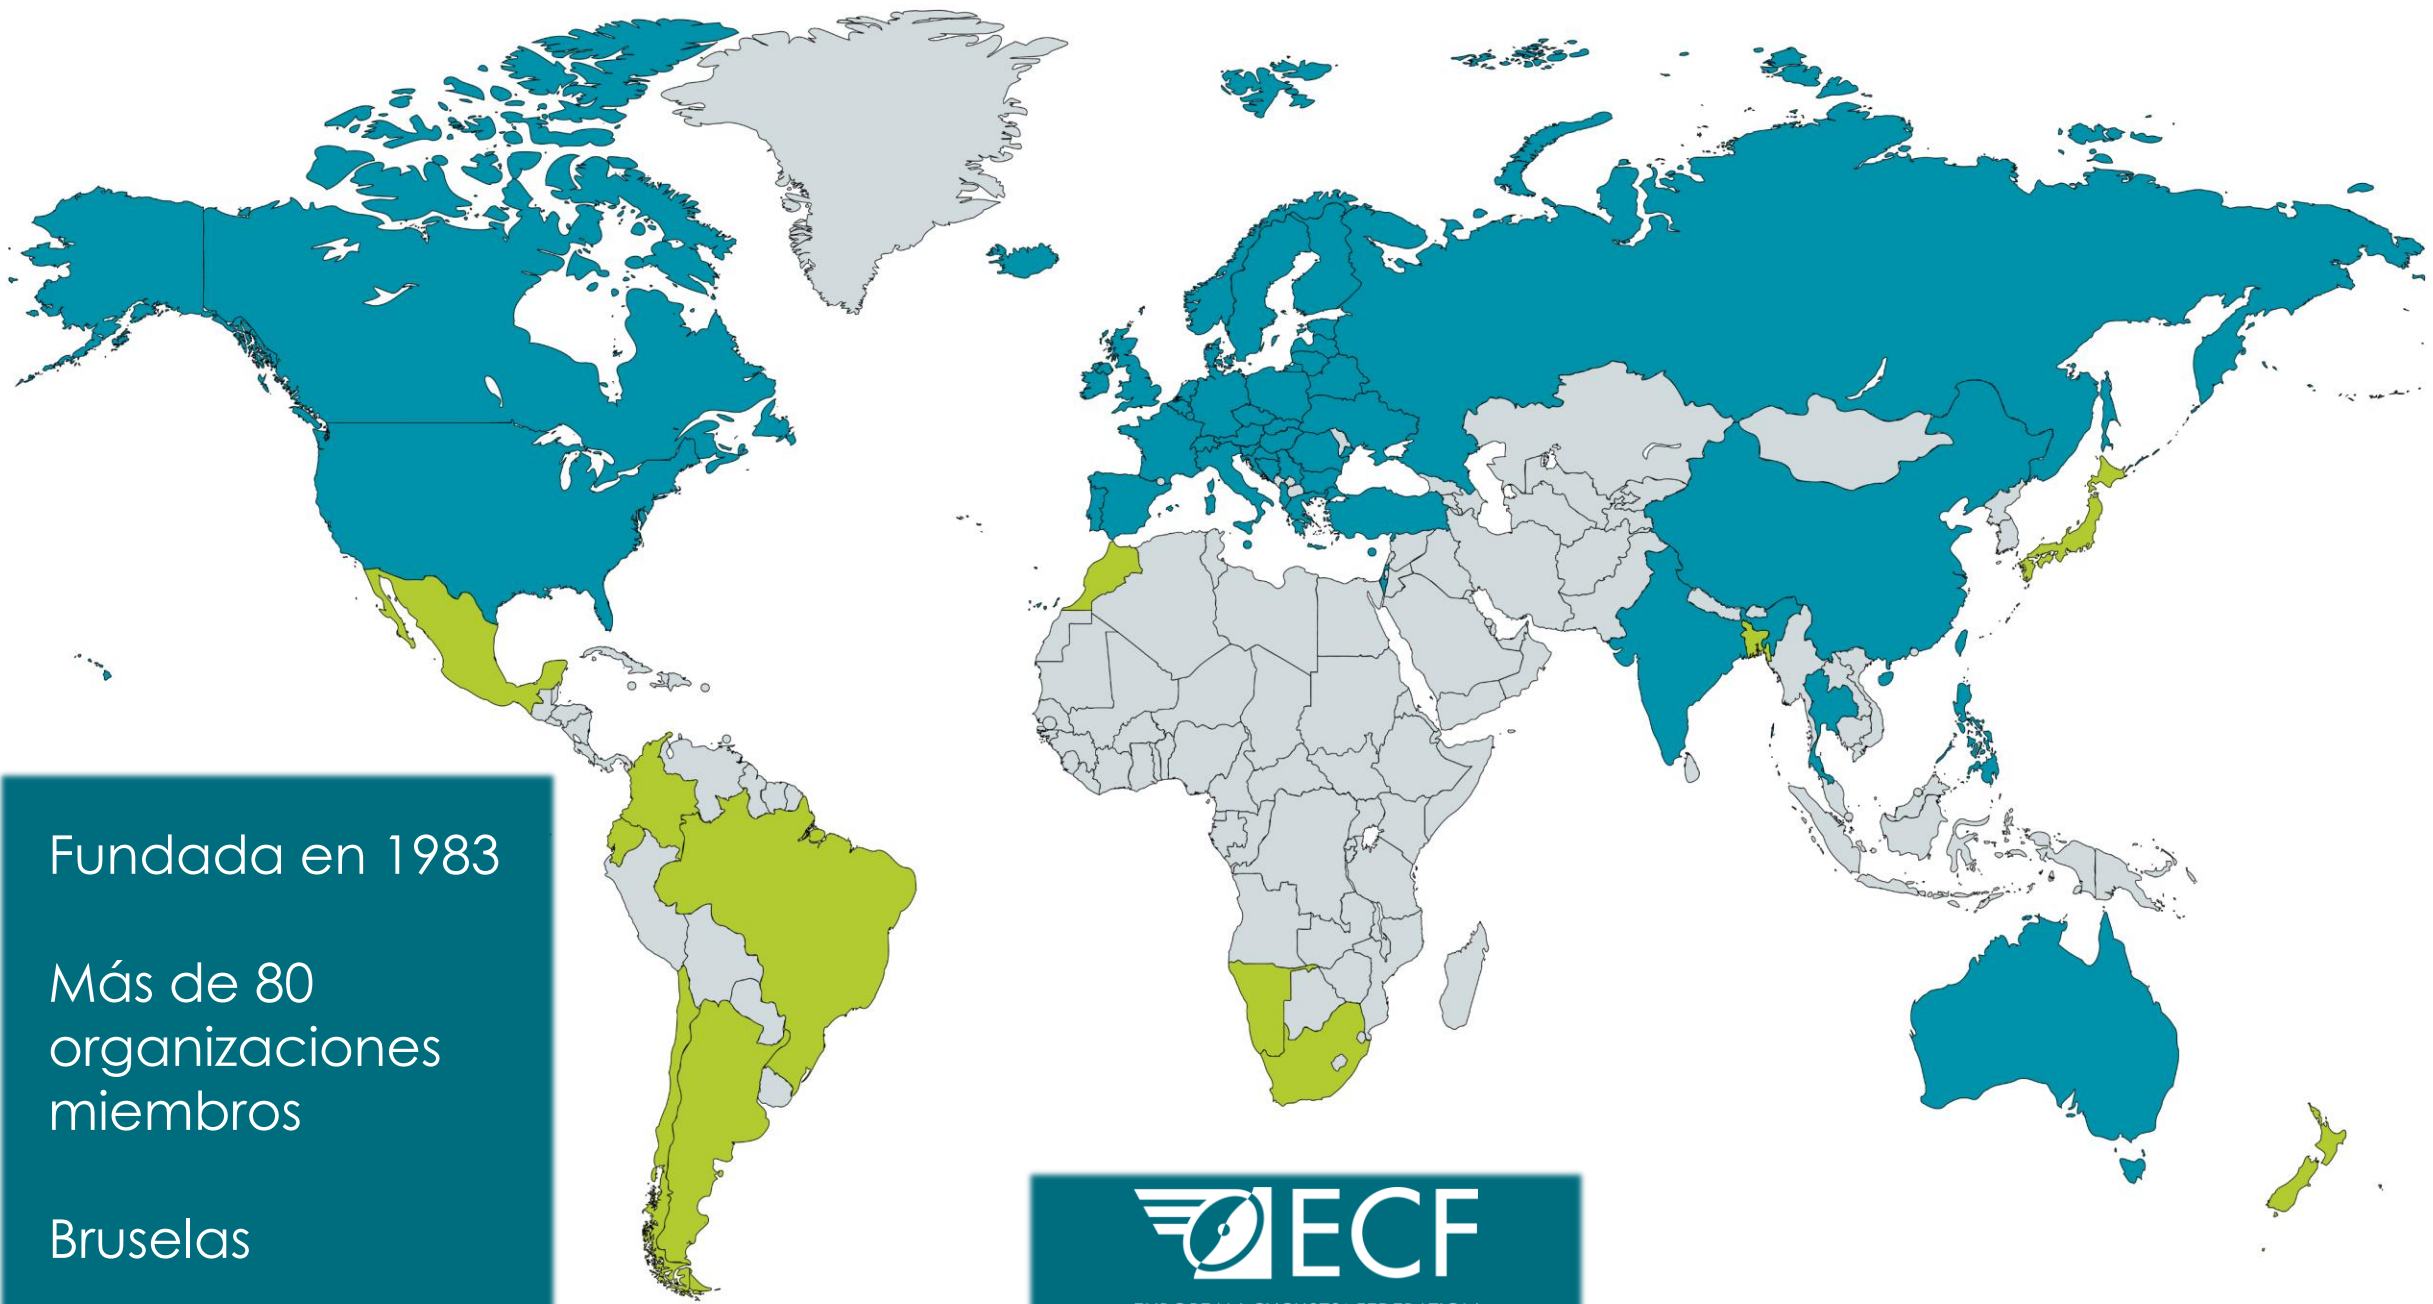 Fundada en 1983
Más de 80
organizaciones
miembros
Bruselas
ECF